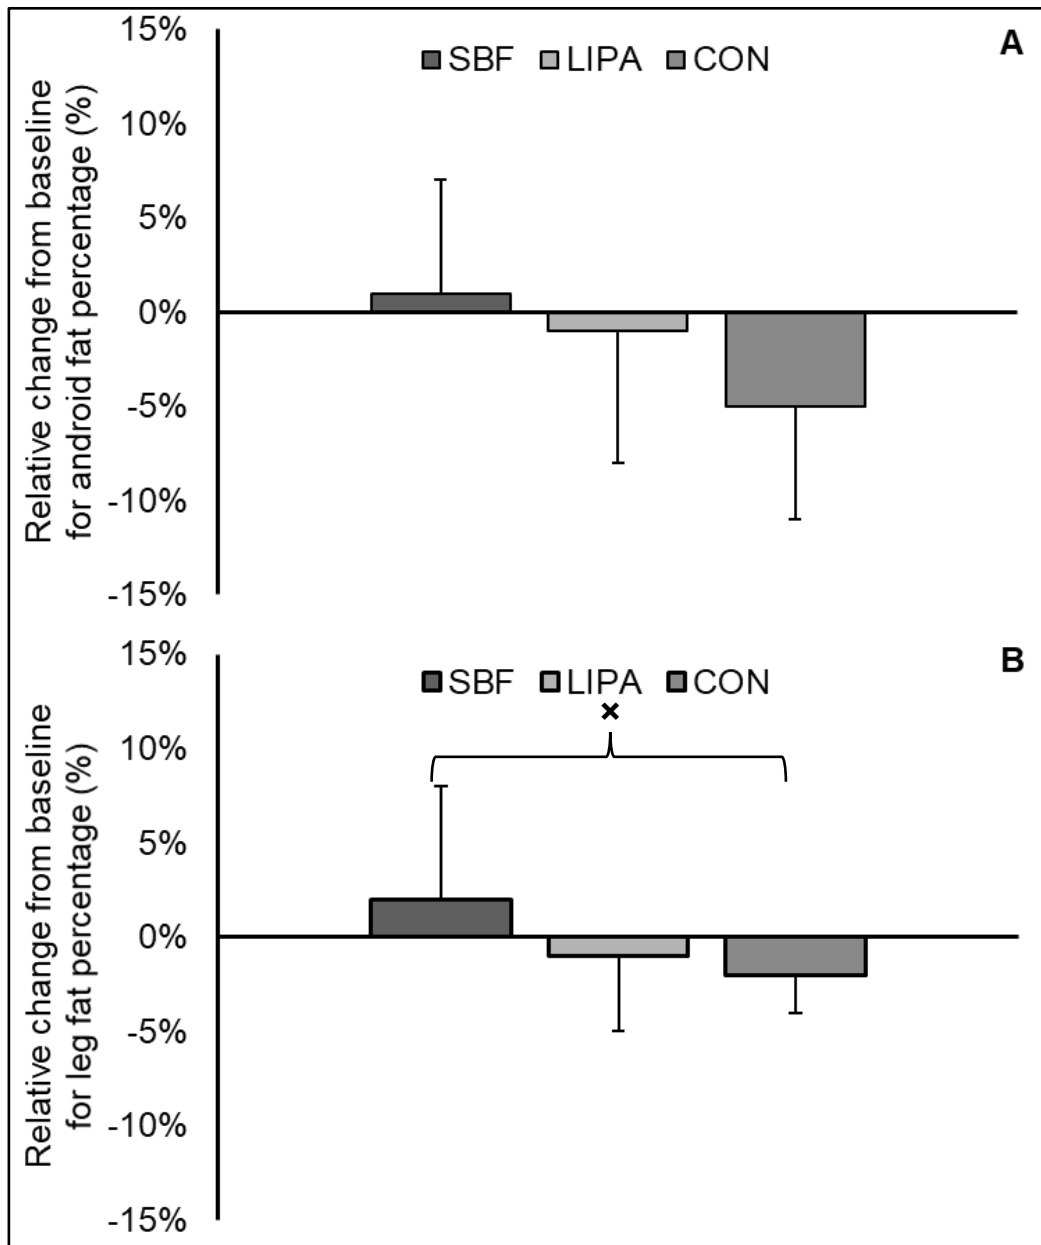 A
SBF LIPA CON
Relative change from baseline
for android fat percentage (%)
15%
10%
5%
0%
-5%
-10%
-15%
B
SBF LIPA CON
×
Relative change from baseline
for leg fat percentage (%)
15%
10%
5%
0%
-5%
-10%
-15%